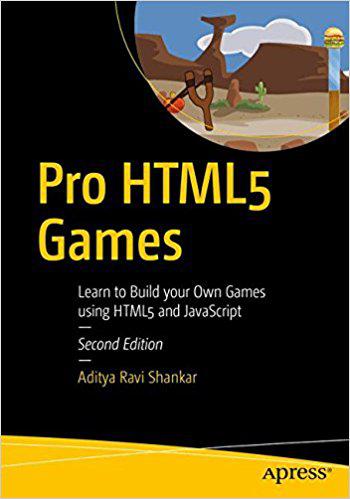 Pro HTML5
Games
Learn to Build your Own Games
using HTML5 and JavaScript
—
Second Edition
—
Aditya Ravi Shankar
Apress®